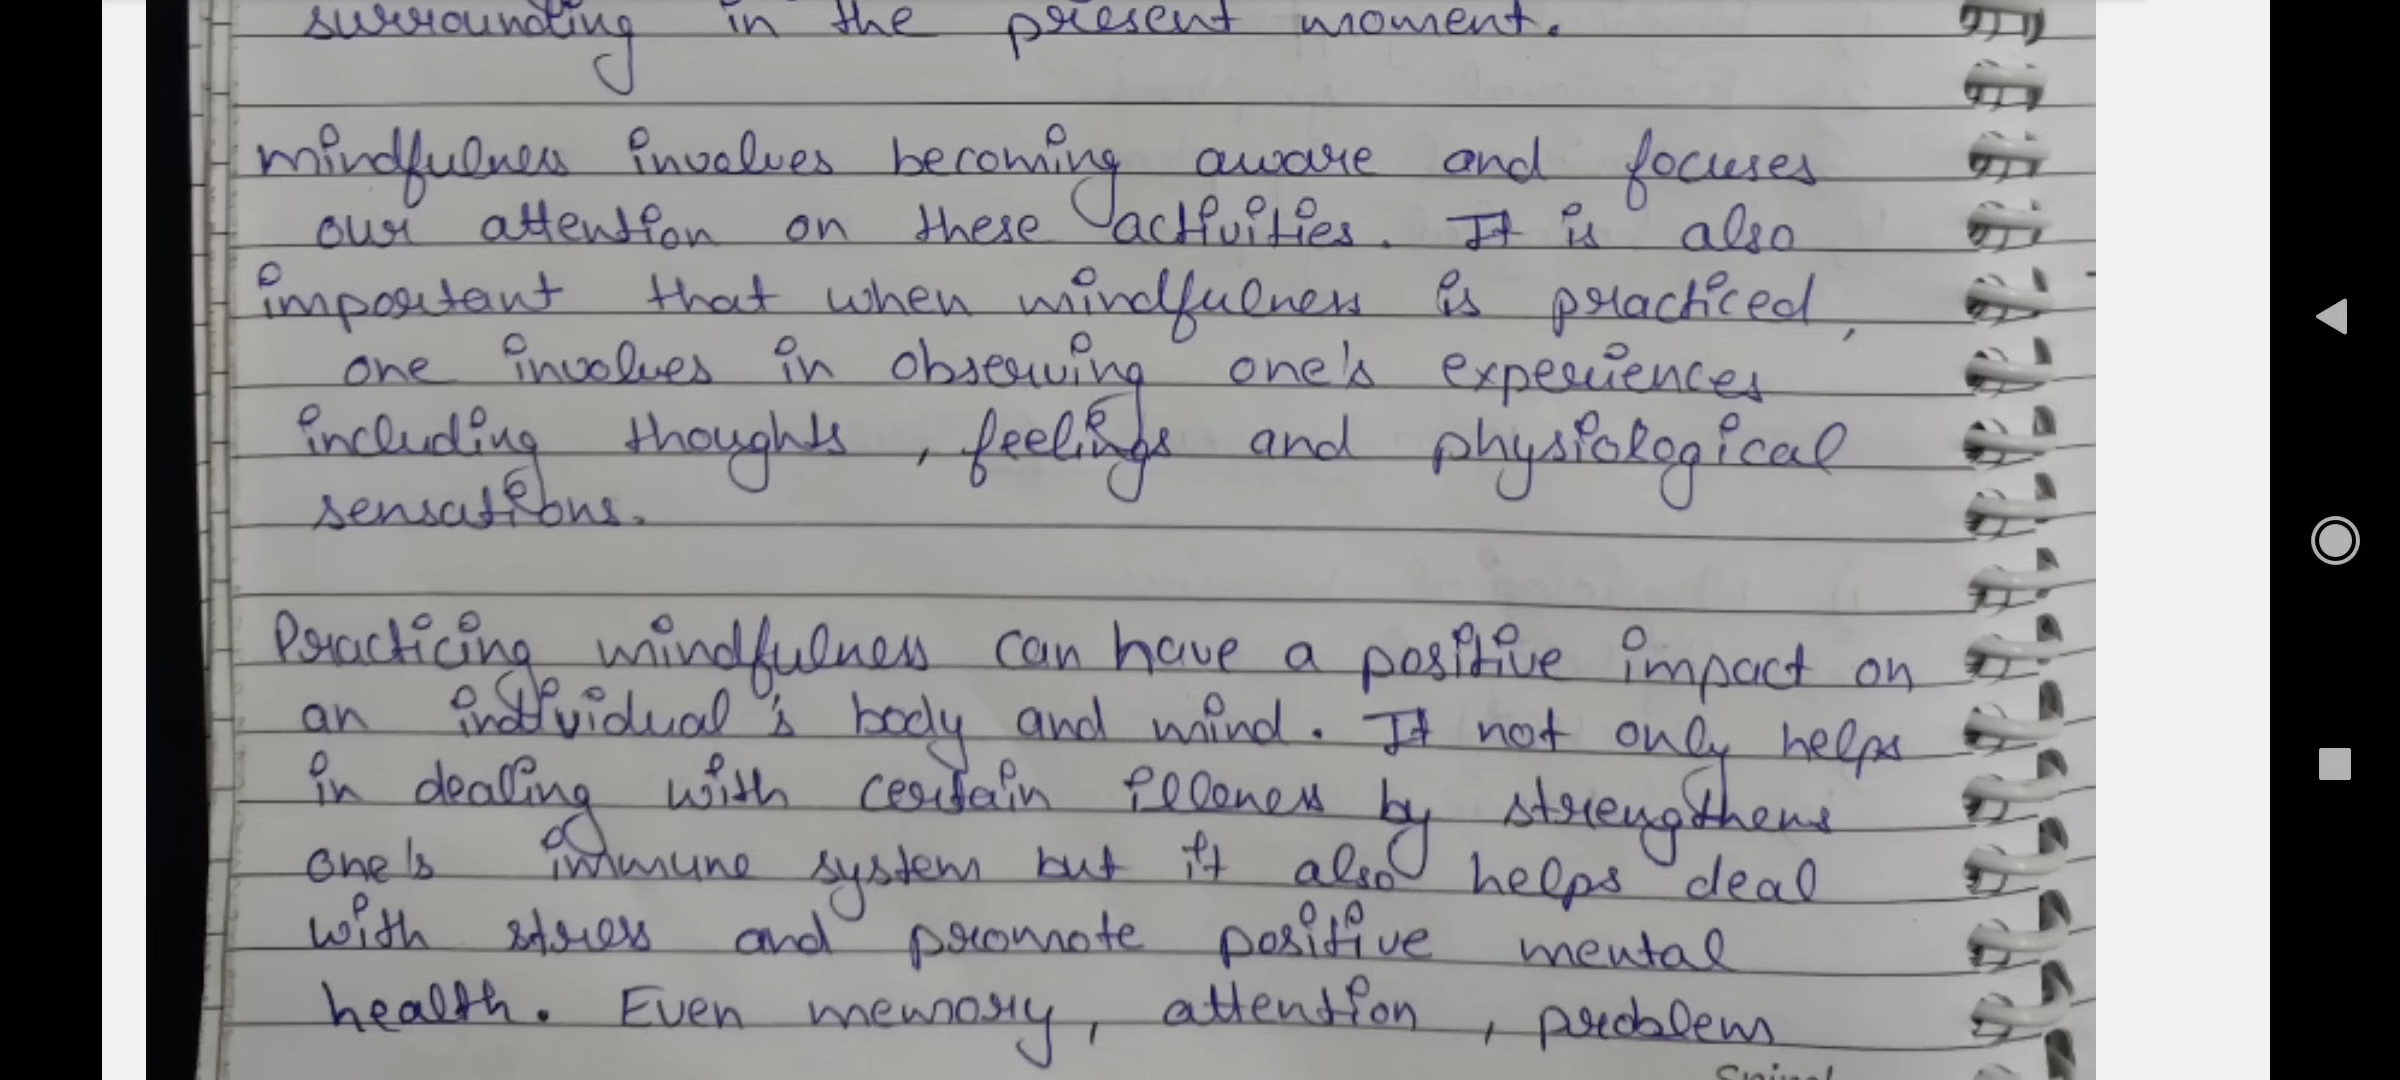 surrounding in the present moment.
mindfulness involves becoming aware and focuses
our attention on these activities. It is also
important that when mindfulness is practiced,
one involves in observing one's experiences
including thoughts, feelings and physiological
sensations.
Practicing mindfulness can have a positive impact on
an individual's body and mind. It not only helps
in dealing with certain illeness by strengthens
one's immune system but it also helps deal
with stress and promote positive mental
health. Even memory, attention, problem